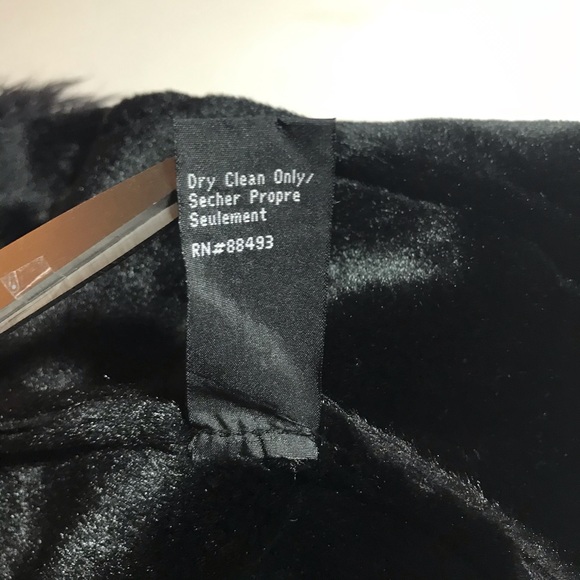 Dry Clean Only/
Secher Propre
Seulement
RN#88493